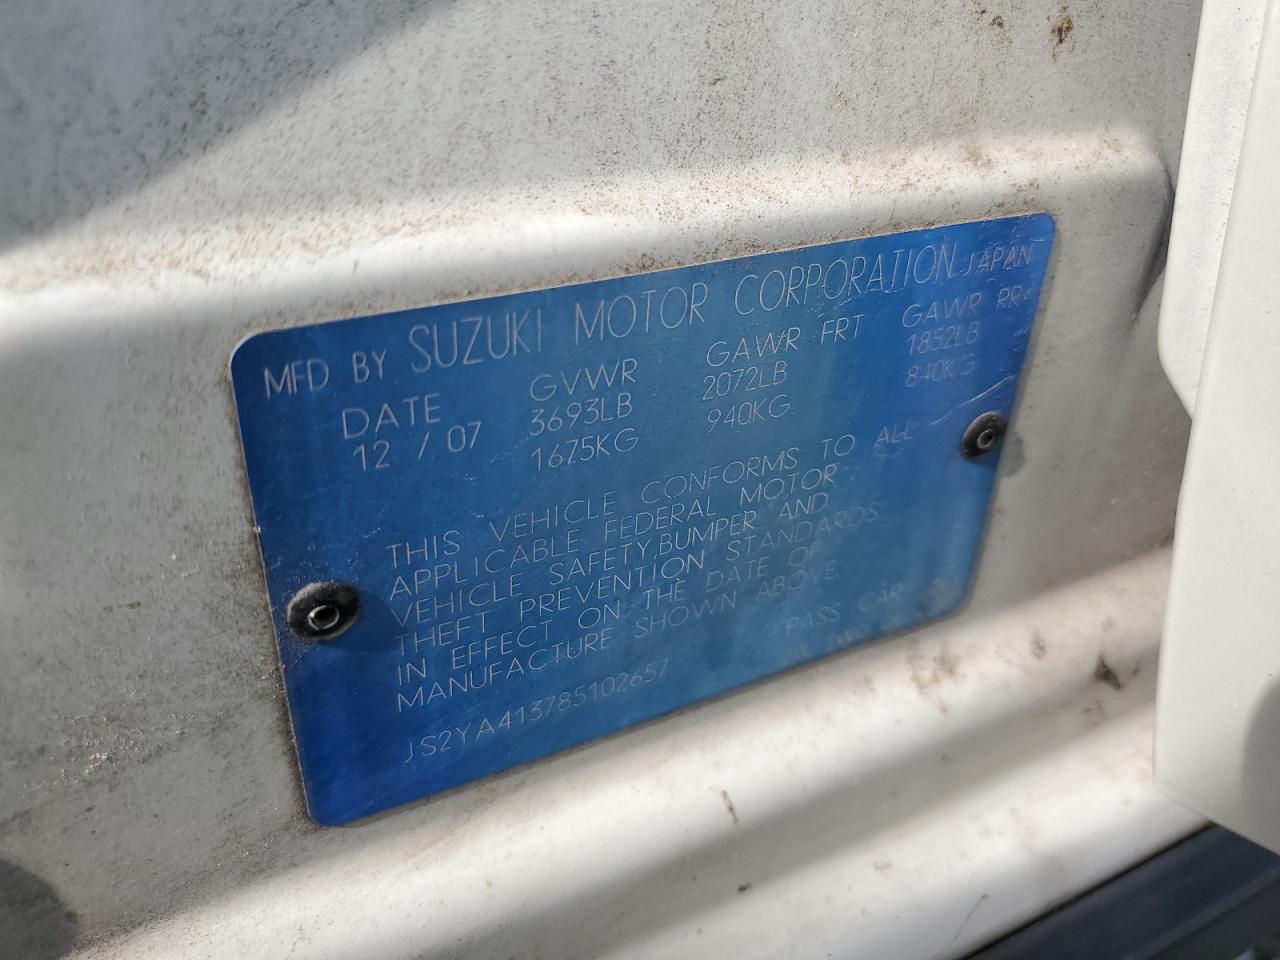 MFD BY SUZUKI MOTOR CORPORATION JAPAN
DATE GVWR GAWR FRT GAWR RR
12 / 07 3693LB 2072LB 1852LB
1675KG 940KG 840KG
THIS VEHICLE CONFORMS TO ALL
APPLICABLE FEDERAL MOTOR
VEHICLE SAFETY,BUMPER AND
THEFT PREVENTION STANDARDS
IN EFFECT ON THE DATE OF
MANUFACTURE SHOWN ABOVE.
JS2YA413785102657 PASS CAR